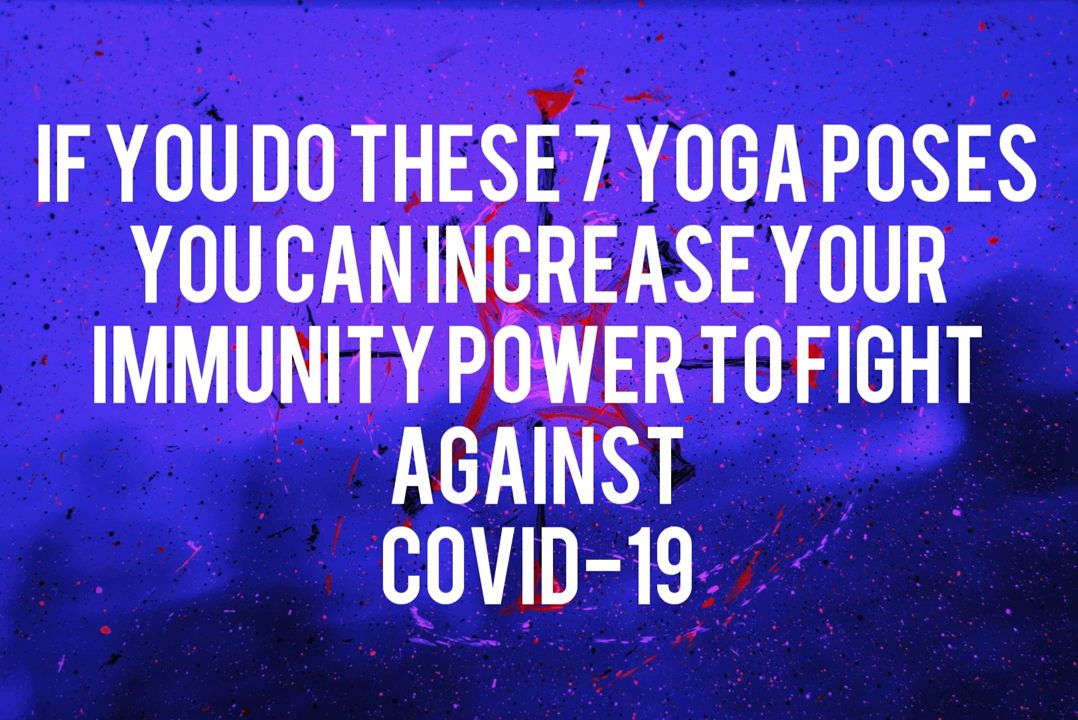 IF YOU DO THESE 7 YOGA POSES
YOU CAN INCREASE YOUR
IMMUNITY POWER TO FIGHT
AGAINST
COVID-19